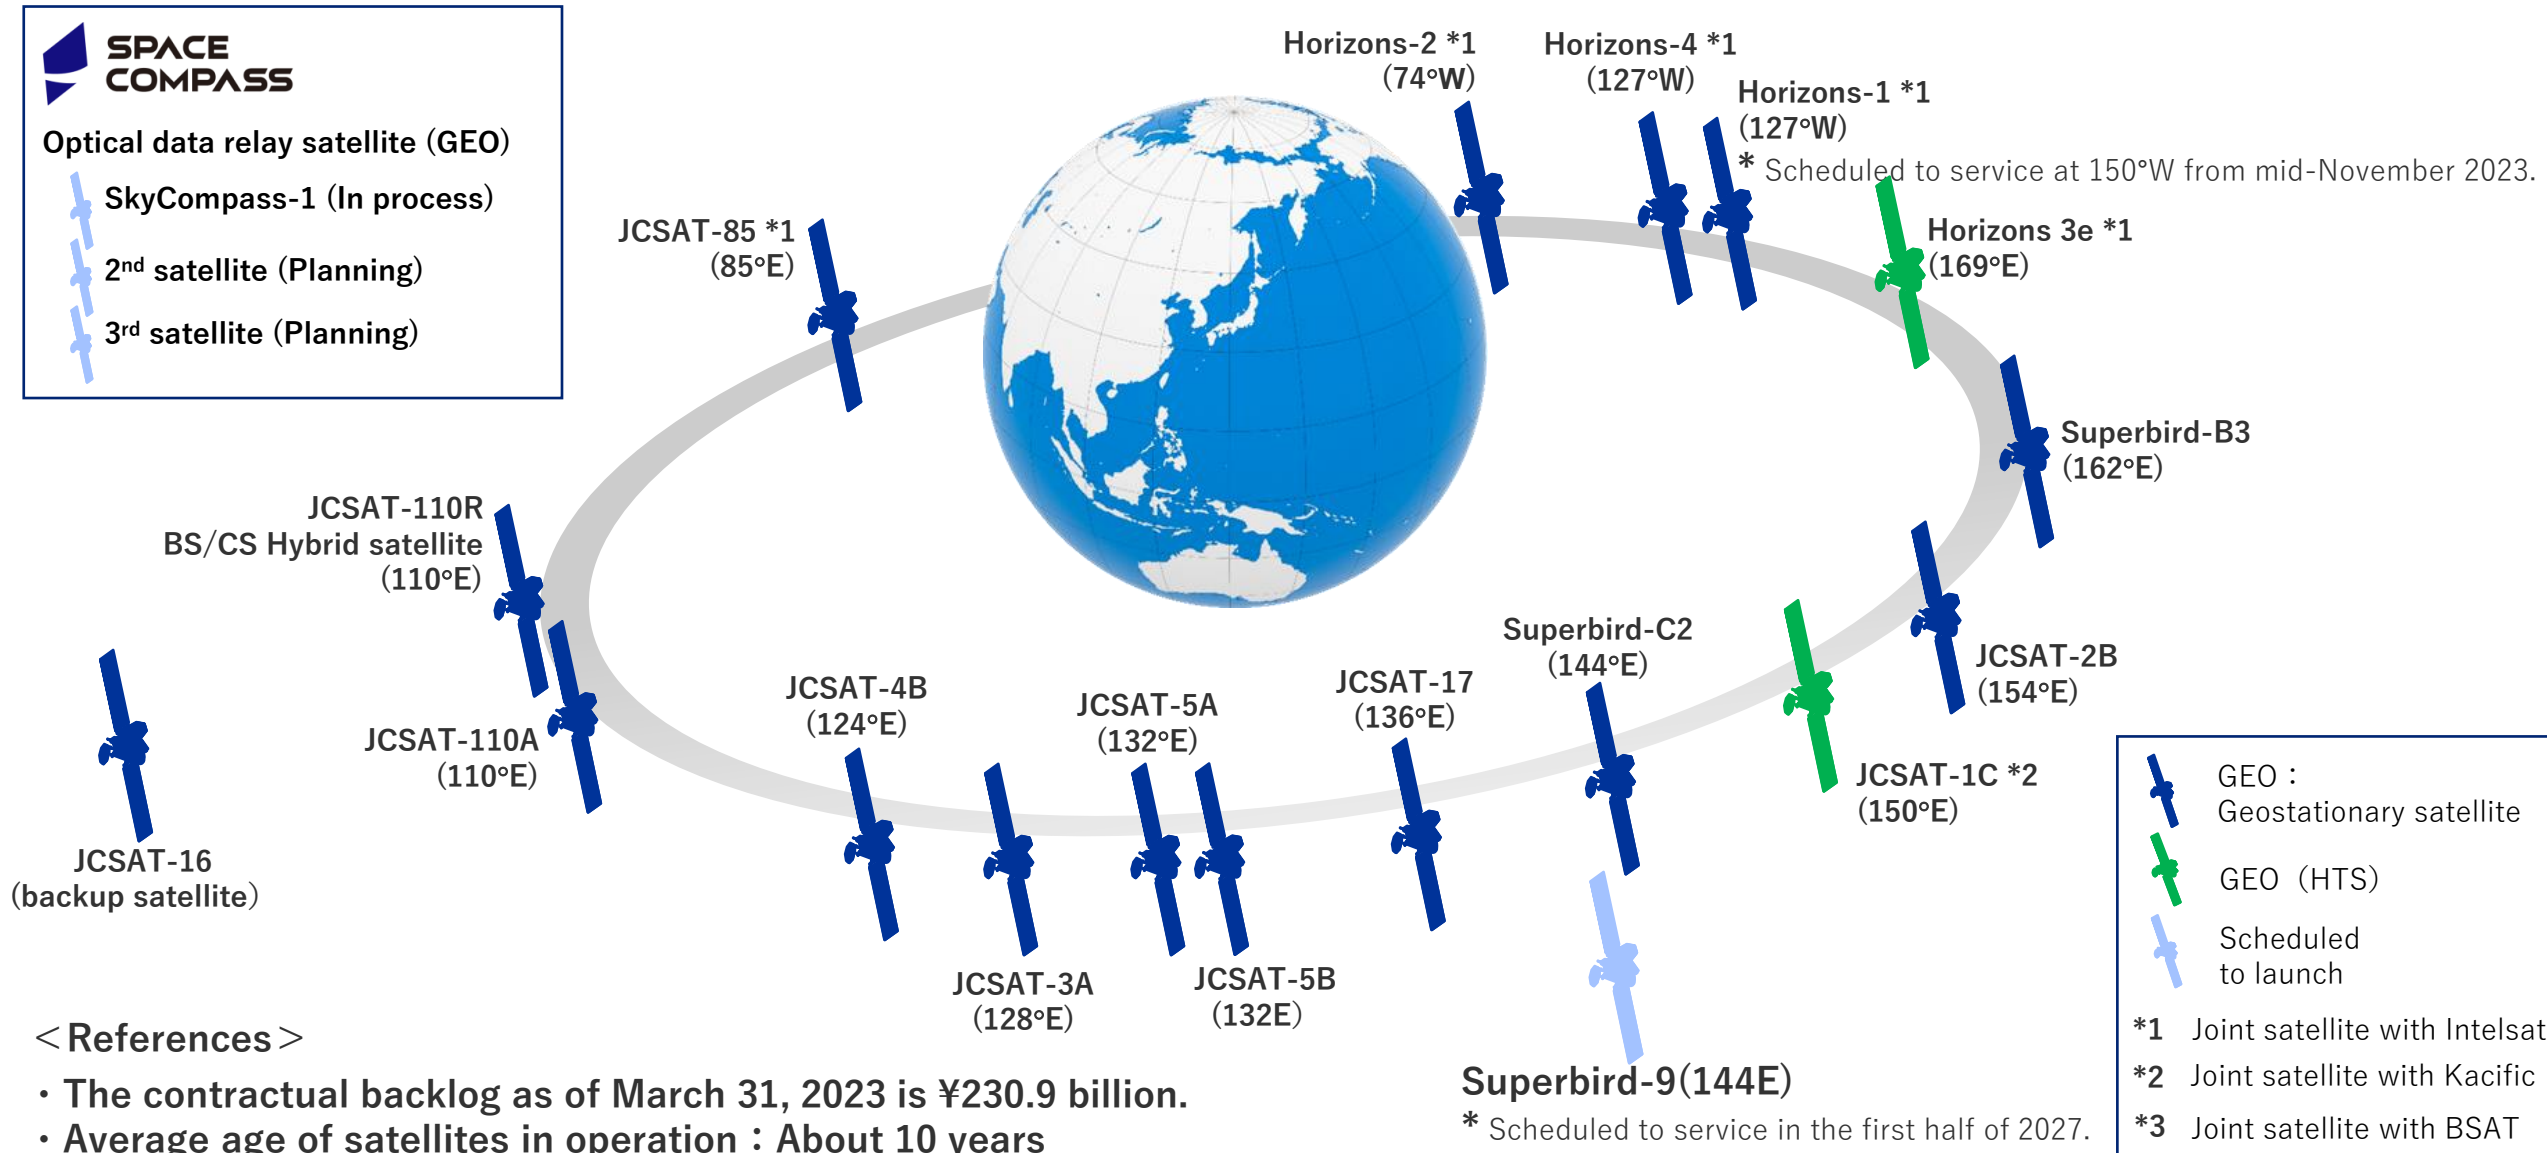 SPACE
COMPASS
Optical data relay satellite (GEO)
SkyCompass-1 (In process)
2nd satellite (Planning)
3rd satellite (Planning)
Horizons-2 *1
(74°W)
Horizons-4 *1
(127°W)
Horizons-1 *1
(127°W)
* Scheduled to service at 150°W from mid-November 2023.
Horizons 3e *1
(169°E)
JCSAT-85 *1
(85°E)
Superbird-B3
(162°E)
JCSAT-110R
BS/CS Hybrid satellite
(110°E)
JCSAT-2B
(154°E)
Superbird-C2
(144°E)
JCSAT-17
(136°E)
JCSAT-4B
(124°E)
JCSAT-5A
(132°E)
JCSAT-110A
(110°E)
JCSAT-1C *2
(150°E)
JCSAT-16
(backup satellite)
JCSAT-3A
(128°E)
JCSAT-5B
(132E)
Superbird-9(144E)
* Scheduled to service in the first half of 2027.
GEO：
Geostationary satellite
GEO（HTS）
Scheduled
to launch
*1 Joint satellite with Intelsat
*2 Joint satellite with Kacific
*3 Joint satellite with BSAT
＜References＞
・The contractual backlog as of March 31, 2023 is ¥230.9 billion.
・Average age of satellites in operation：About 10 years